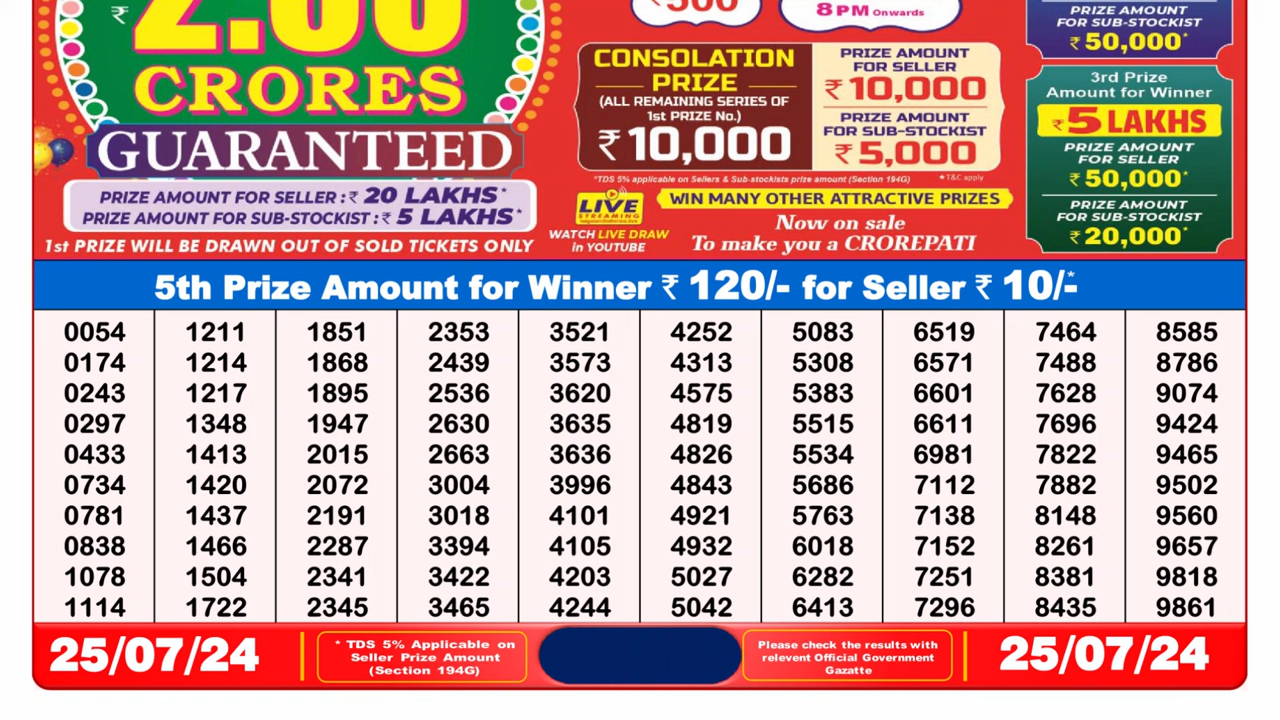 ₹ 2.00
CRORES
GUARANTEED
PRIZE AMOUNT FOR SELLER :₹ 20 LAKHS*
PRIZE AMOUNT FOR SUB-STOCKIST :₹ 5 LAKHS*
1st PRIZE WILL BE DRAWN OUT OF SOLD TICKETS ONLY
₹500
8 PM Onwards
CONSOLATION
PRIZE
(ALL REMAINING SERIES OF
1st PRIZE No.)
₹ 10,000
PRIZE AMOUNT
FOR SELLER
₹ 10,000
PRIZE AMOUNT
FOR SUB-STOCKIST
₹ 5,000
*TDS 5% applicable on Sellers & Sub-stockists prize amount (Section 194G)
★T&C apply
LIVE
STREAMING
WATCH LIVE DRAW
in YOUTUBE
WIN MANY OTHER ATTRACTIVE PRIZES
Now on sale
To make you a CROREPATI
PRIZE AMOUNT
FOR SUB-STOCKIST
₹ 50,000*
3rd Prize
Amount for Winner
₹ 5 LAKHS
PRIZE AMOUNT
FOR SELLER
₹ 50,000*
PRIZE AMOUNT
FOR SUB-STOCKIST
₹ 20,000*
5th Prize Amount for Winner ₹ 120/- for Seller ₹ 10/-*
0054 1211 1851 2353 3521 4252 5083 6519 7464 8585
0174 1214 1868 2439 3573 4313 5308 6571 7488 8786
0243 1217 1895 2536 3620 4575 5383 6601 7628 9074
0297 1348 1947 2630 3635 4819 5515 6611 7696 9424
0433 1413 2015 2663 3636 4826 5534 6981 7822 9465
0734 1420 2072 3004 3996 4843 5686 7112 7882 9502
0781 1437 2191 3018 4101 4921 5763 7138 8148 9560
0838 1466 2287 3394 4105 4932 6018 7152 8261 9657
1078 1504 2341 3422 4203 5027 6282 7251 8381 9818
1114 1722 2345 3465 4244 5042 6413 7296 8435 9861
25/07/24
* TDS 5% Applicable on
Seller Prize Amount
(Section 194G)
Please check the results with
relevent Official Government
Gazatte
25/07/24